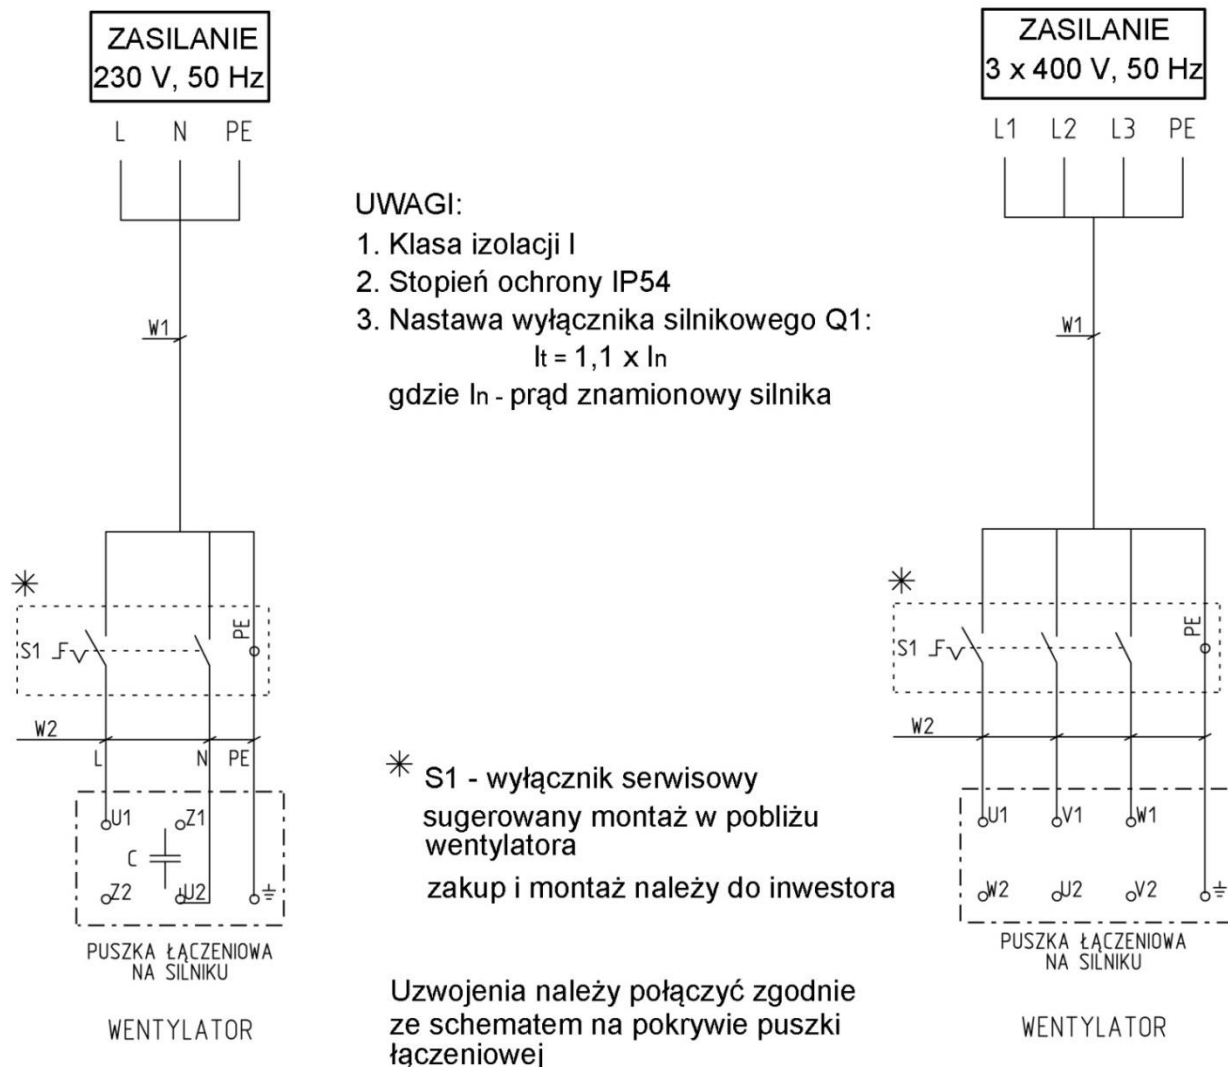 ZASILANIE
230 V, 50 Hz
L N PE
W1
S1
PE
W2
L N PE
U1 Z1
C
Z2 U2
PUSZKA ŁĄCZENIOWA
NA SILNIKU
WENTYLATOR
UWAGI:
1. Klasa izolacji I
2. Stopień ochrony IP54
3. Nastawa wyłącznika silnikowego Q1:
It = 1,1 x In
gdzie In - prąd znamionowy silnika
✳ S1 - wyłącznik serwisowy
sugerowany montaż w pobliżu
wentylatora
zakup i montaż należy do inwestora
Uzwojenia należy połączyć zgodnie
ze schematem na pokrywie puszki
łączeniowej
ZASILANIE
3 x 400 V, 50 Hz
L1 L2 L3 PE
W1
S1
PE
W2
U1 V1 W1
W2 U2 V2
PUSZKA ŁĄCZENIOWA
NA SILNIKU
WENTYLATOR